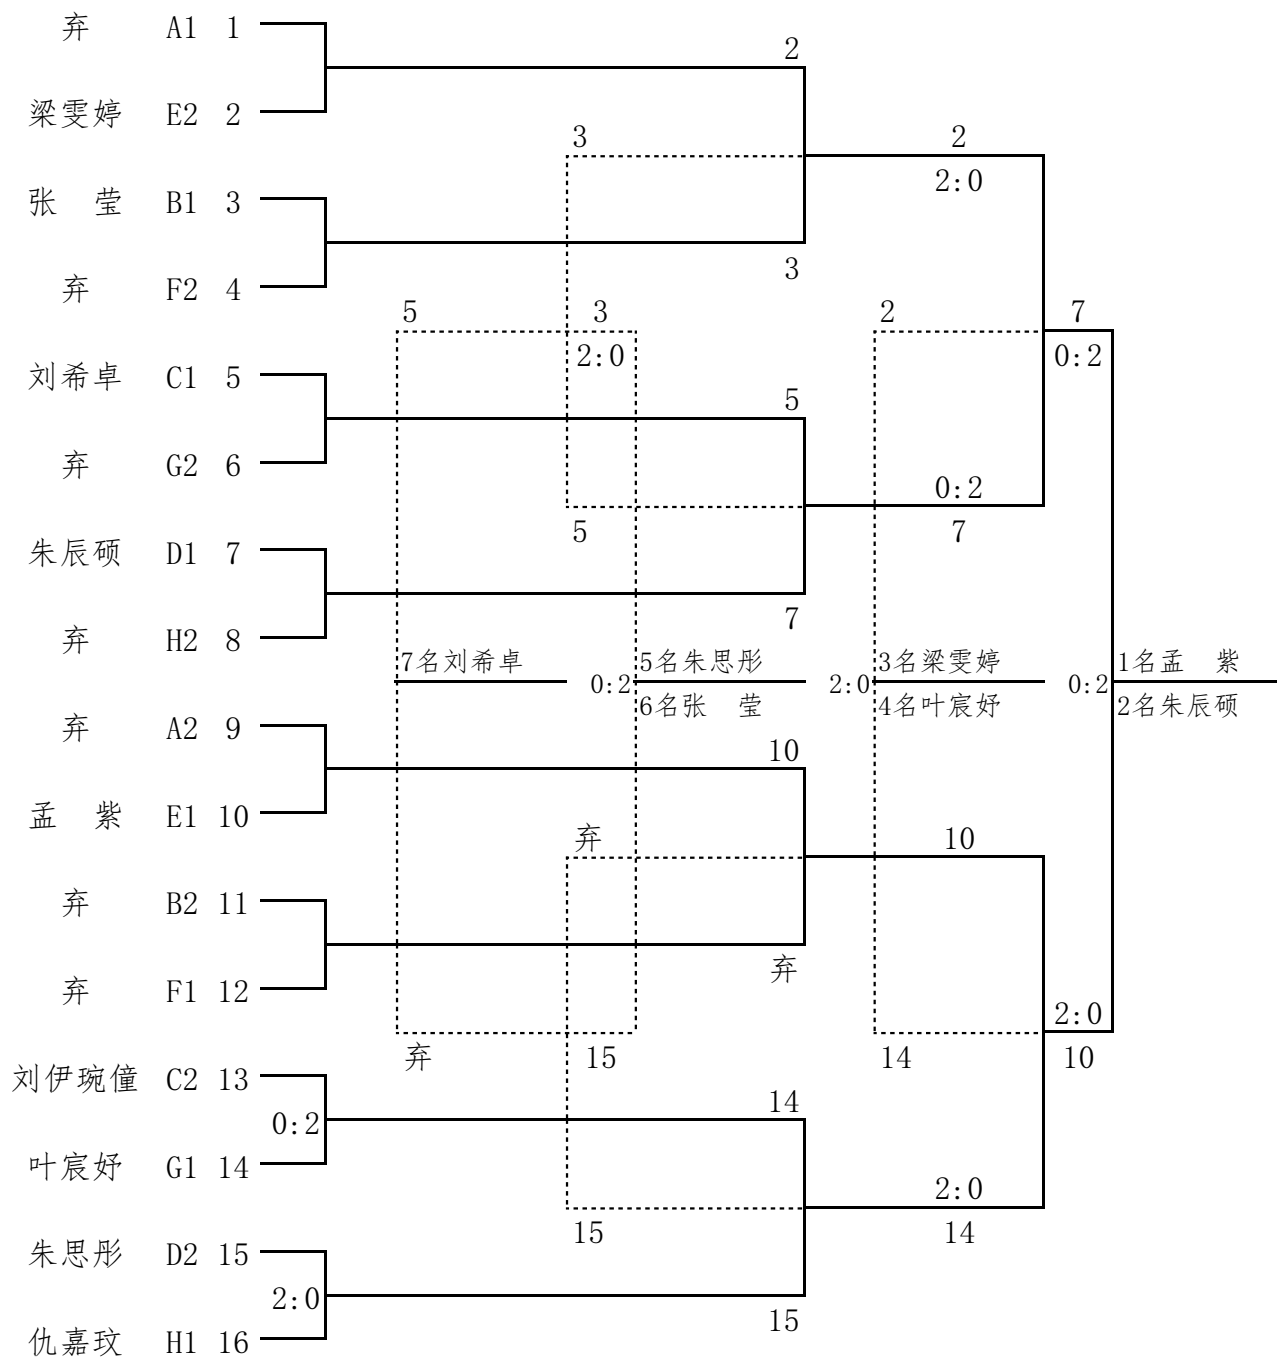 弃 A1 1
2
梁雯婷 E2 2
3 2
2:0
张 莹 B1 3
3
弃 F2 4
5 3 2 7
2:0 0:2
刘希卓 C1 5
5
弃 G2 6
0:2
5 7
朱辰硕 D1 7
7
弃 H2 8
7名刘希卓 5名朱思彤 3名梁雯婷 1名孟 紫
0:2 2:0 0:2
6名张 莹 4名叶宸妤 2名朱辰硕
弃 A2 9
10
孟 紫 E1 10
弃 10
弃 B2 11
弃
弃 F1 12
2:0
弃 15 14 10
刘伊琬僮 C2 13
14
0:2
叶宸妤 G1 14
2:0
15 14
朱思彤 D2 15
2:0
15
仇嘉玟 H1 16